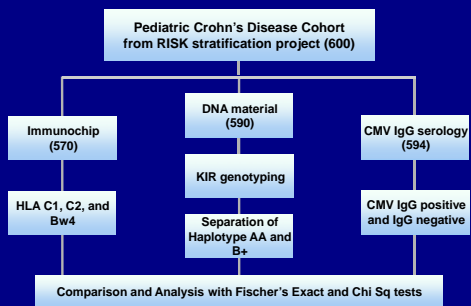 Pediatric Crohn's Disease Cohort
from RISK stratification project (600)
Immunochip
(570)
DNA material
(590)
CMV IgG serology
(594)
HLA C1, C2, and
Bw4
KIR genotyping
CMV IgG positive
and IgG negative
Separation of
Haplotype AA and
B+
Comparison and Analysis with Fischer's Exact and Chi Sq tests